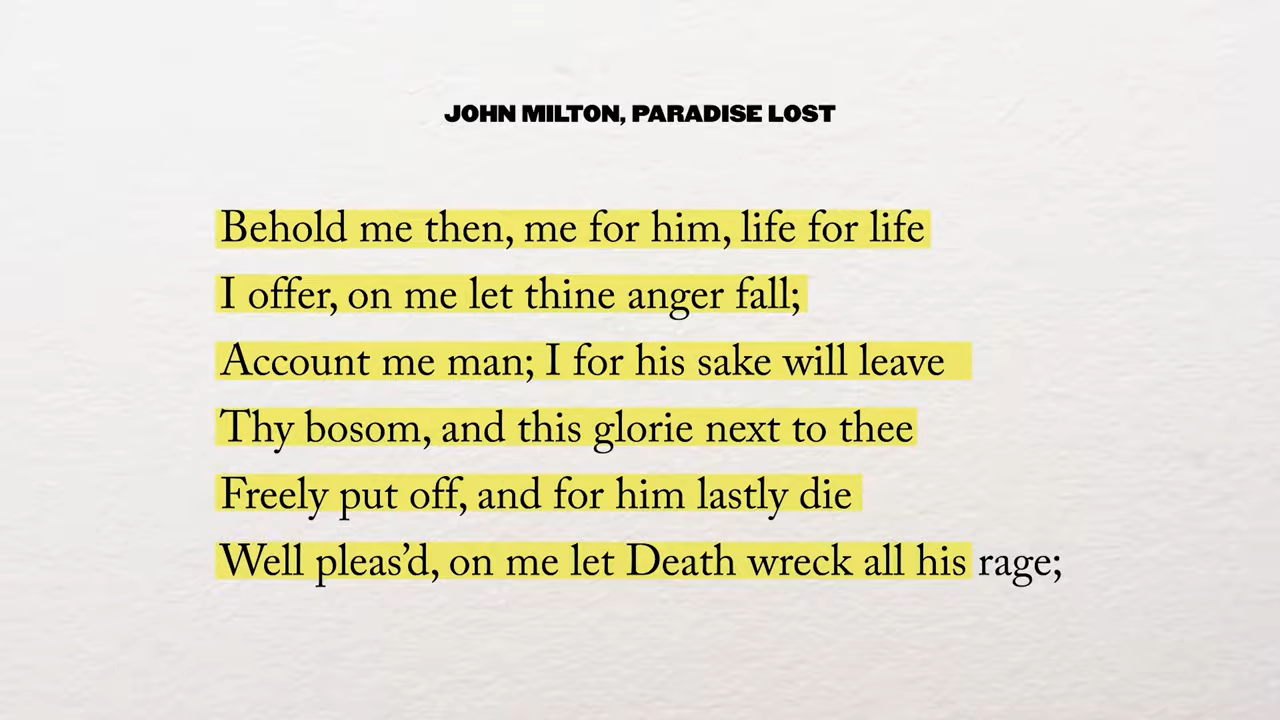 JOHN MILTON, PARADISE LOST
Behold me then, me for him, life for life
I offer, on me let thine anger fall;
Account me man; I for his sake will leave
Thy bosom, and this glorie next to thee
Freely put off, and for him lastly die
Well pleas’d, on me let Death wreck all his rage;